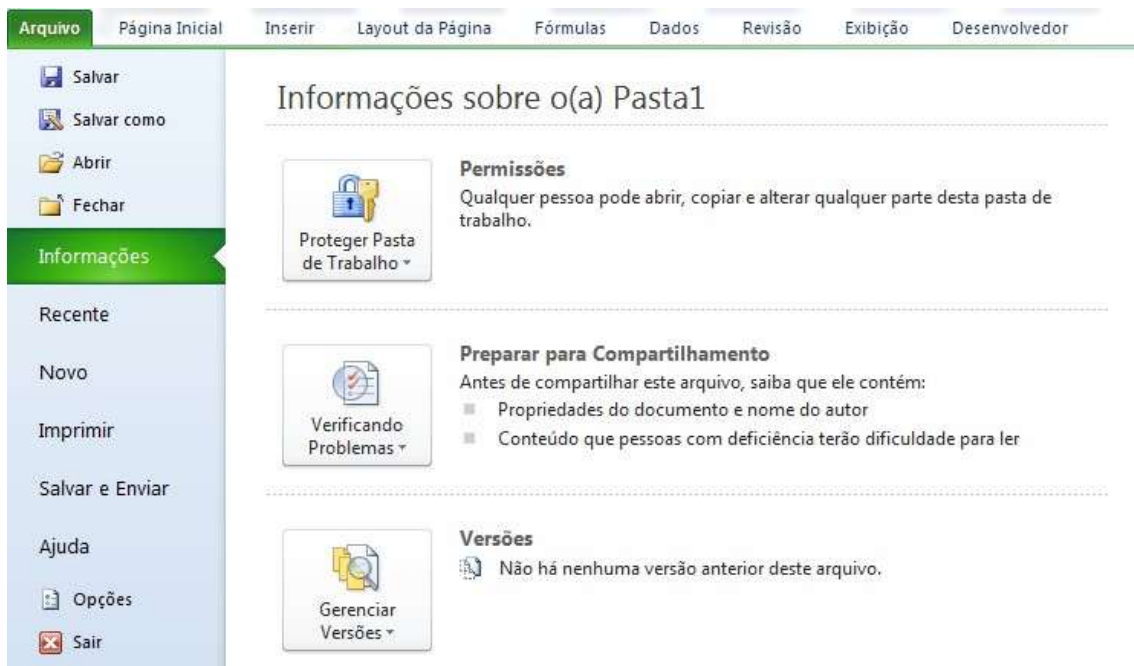 Arquivo Página Inicial Inserir Layout da Página Fórmulas Dados Revisão Exibição Desenvolvedor
Salvar
Salvar como
Abrir
Fechar
Informações
Recente
Novo
Imprimir
Salvar e Enviar
Ajuda
Opções
Sair
Informações sobre o(a) Pasta1
Proteger Pasta
de Trabalho
Permissões
Qualquer pessoa pode abrir, copiar e alterar qualquer parte desta pasta de
trabalho.
Verificando
Problemas
Preparar para Compartilhamento
Antes de compartilhar este arquivo, saiba que ele contém:
Propriedades do documento e nome do autor
Conteúdo que pessoas com deficiência terão dificuldade para ler
Gerenciar
Versões
Versões
Não há nenhuma versão anterior deste arquivo.